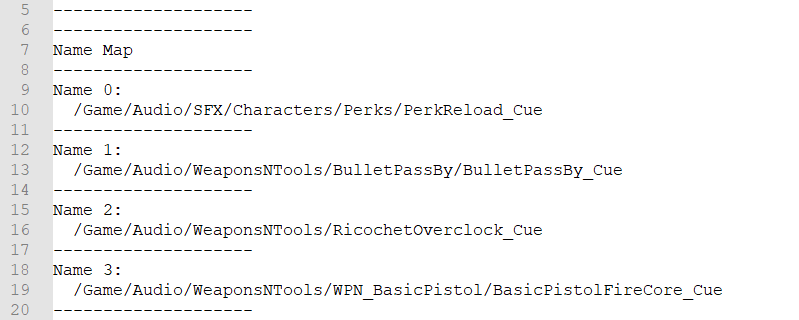 5 --------------------
6 --------------------
7 Name Map
8 --------------------
9 Name 0:
10 /Game/Audio/SFX/Characters/Perks/PerkReload_Cue
11 --------------------
12 Name 1:
13 /Game/Audio/WeaponsNTools/BulletPassBy/BulletPassBy_Cue
14 --------------------
15 Name 2:
16 /Game/Audio/WeaponsNTools/RicochetOverclock_Cue
17 --------------------
18 Name 3:
19 /Game/Audio/WeaponsNTools/WPN_BasicPistol/BasicPistolFireCore_Cue
20 --------------------